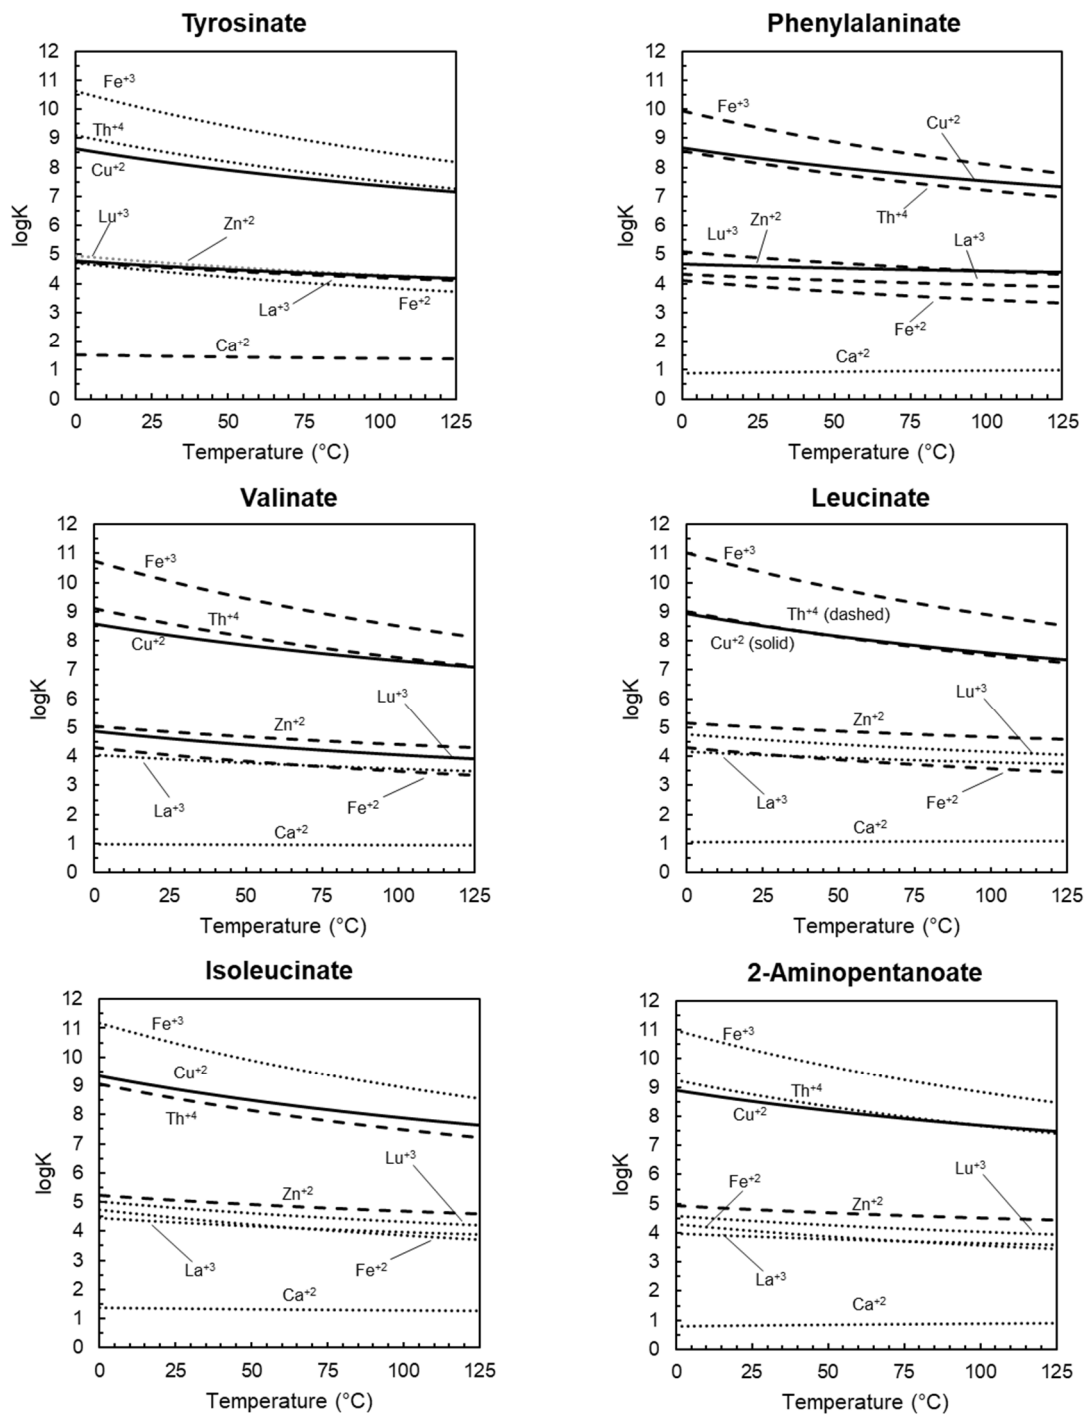 Tyrosinate
12
11
10
9
8
7
6
5
4
3
2
1
0
logK
Fe+3
Th+4
Cu+2
Lu+3
Zn+2
La+3
Fe+2
Ca+2
0 25 50 75 100 125
Temperature (°C)
Phenylalaninate
12
11
10
9
8
7
6
5
4
3
2
1
0
logK
Fe+3
Cu+2
Th+4
Lu+3
Zn+2
La+3
Fe+2
Ca+2
0 25 50 75 100 125
Temperature (°C)
Valinate
12
11
10
9
8
7
6
5
4
3
2
1
0
logK
Fe+3
Th+4
Cu+2
Lu+3
Zn+2
La+3
Fe+2
Ca+2
0 25 50 75 100 125
Temperature (°C)
Leucinate
12
11
10
9
8
7
6
5
4
3
2
1
0
logK
Fe+3
Th+4 (dashed)
Cu+2 (solid)
Lu+3
Zn+2
La+3
Fe+2
Ca+2
0 25 50 75 100 125
Temperature (°C)
Isoleucinate
12
11
10
9
8
7
6
5
4
3
2
1
0
logK
Fe+3
Cu+2
Th+4
Lu+3
Zn+2
La+3
Fe+2
Ca+2
0 25 50 75 100 125
Temperature (°C)
2-Aminopentanoate
12
11
10
9
8
7
6
5
4
3
2
1
0
logK
Fe+3
Th+4
Cu+2
Lu+3
Fe+2
Zn+2
La+3
Ca+2
0 25 50 75 100 125
Temperature (°C)